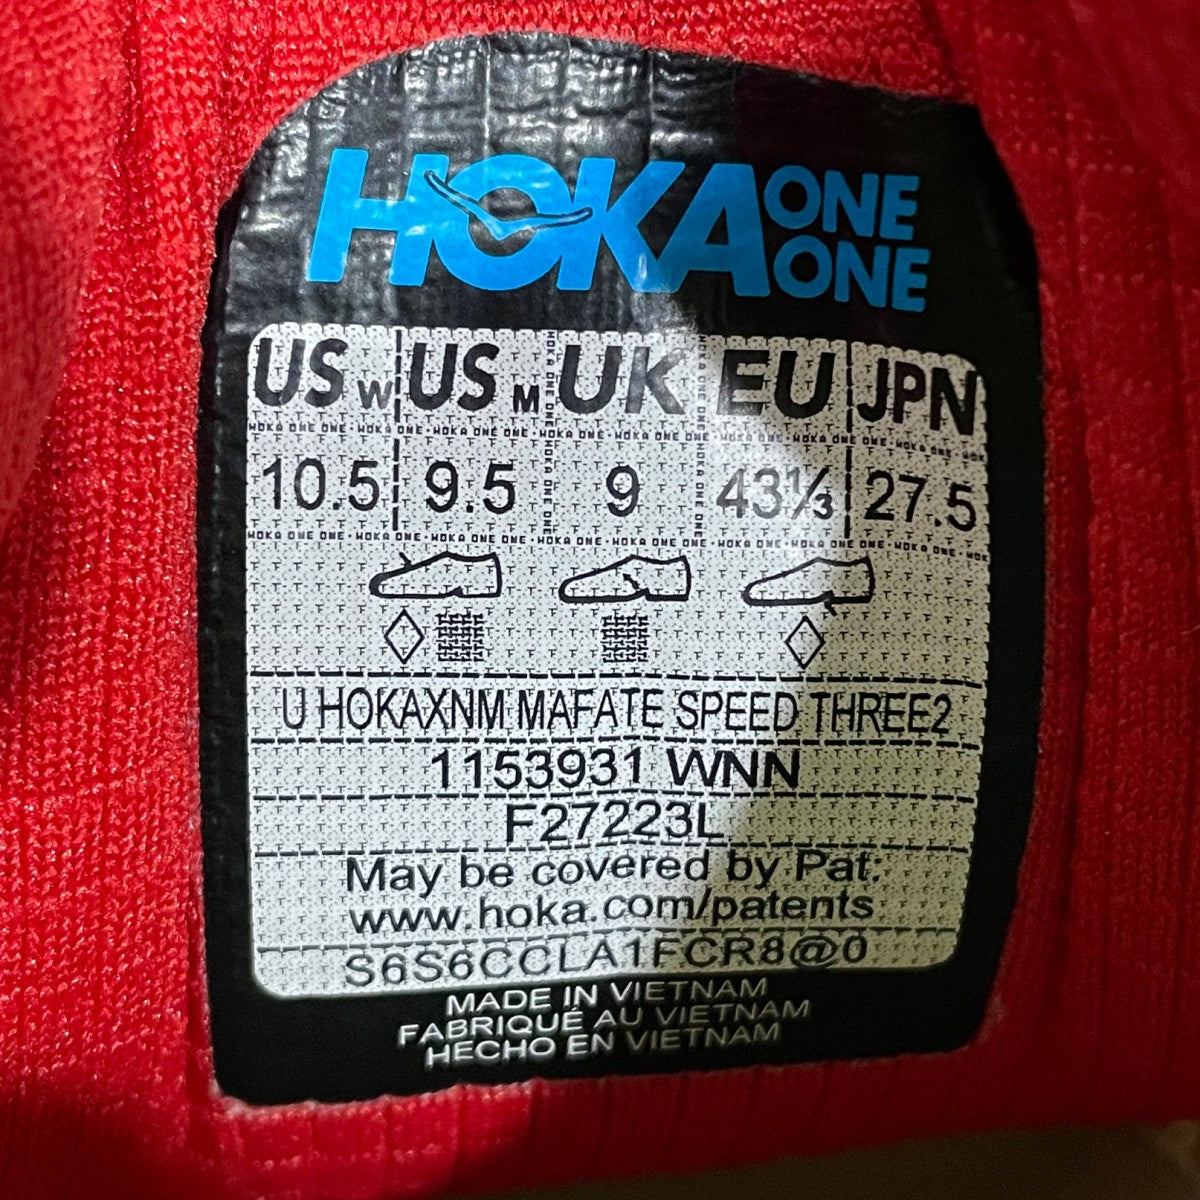 HOKA ONE ONE
US W US M UK EU JPN
10.5 9.5 9 43⅓ 27.5
U HOKAXNM MAFATE SPEED THREE2
1153931 WNN
F27223L
May be covered by Pat:
www.hoka.com/patents
S6S6CCLA1FCR8@0
MADE IN VIETNAM
FABRIQUÉ AU VIETNAM
HECHO EN VIETNAM